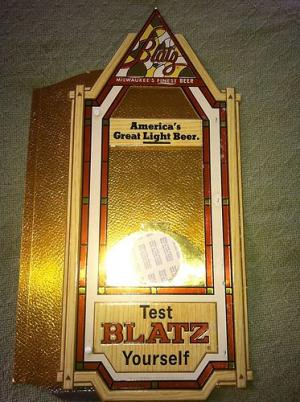 Blatz
MILWAUKEE'S FINEST BEER
America's
Great Light Beer.
Test
BLATZ
Yourself